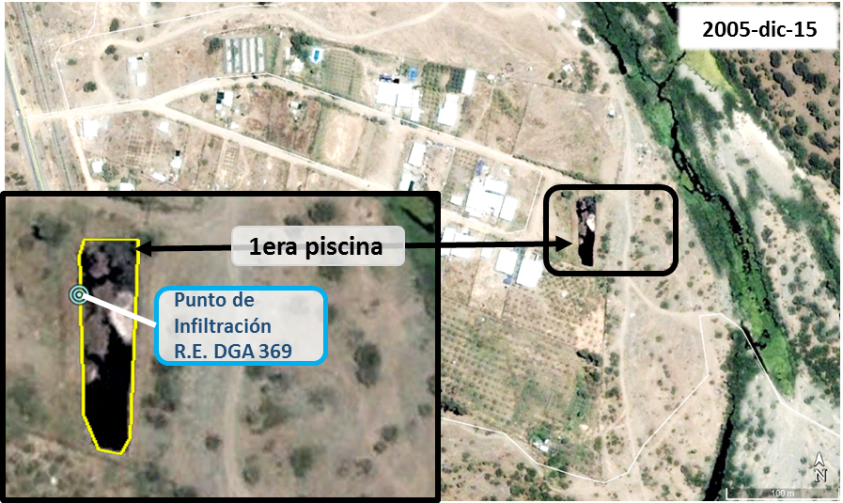 2005-dic-15
1era piscina
Punto de
Infiltración
R.E. DGA 369
N
100 m